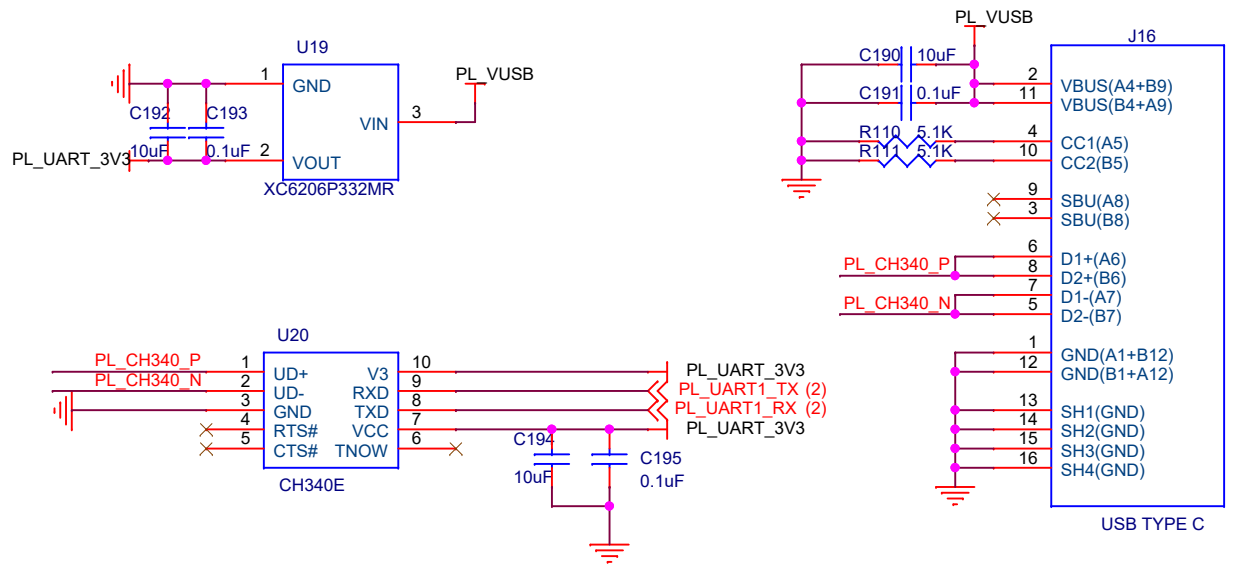 U19
1
GND
C192
C193
10uF
0.1uF
PL_UART_3V3
2
VOUT
VIN
3
PL_VUSB
XC6206P332MR
PL_VUSB
J16
C190
10uF
C191
0.1uF
R110
5.1K
R111
5.1K
2
VBUS(A4+B9)
11
VBUS(B4+A9)
4
CC1(A5)
10
CC2(B5)
9
SBU(A8)
3
SBU(B8)
PL_CH340_P
6
D1+(A6)
8
D2+(B6)
PL_CH340_N
7
D1-(A7)
5
D2-(B7)
1
GND(A1+B12)
12
GND(B1+A12)
13
SH1(GND)
14
SH2(GND)
15
SH3(GND)
16
SH4(GND)
USB TYPE C
U20
PL_CH340_P
1
UD+
PL_CH340_N
2
UD-
3
GND
4
RTS#
5
CTS#
V3
10
PL_UART_3V3
RXD
9
PL_UART1_TX (2)
TXD
8
PL_UART1_RX (2)
VCC
7
PL_UART_3V3
TNOW
6
C194
10uF
C195
0.1uF
CH340E